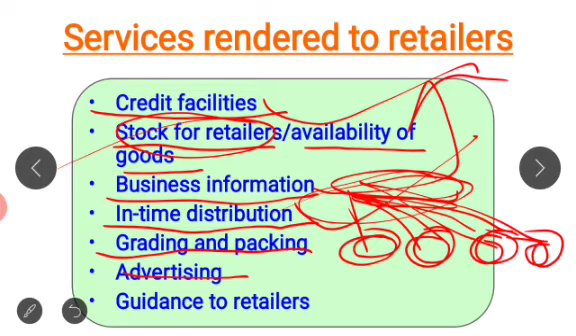 Services rendered to retailers
• Credit facilities
• Stock for retailers/availability of
goods
• Business information
• In-time distribution
• Grading and packing
• Advertising
• Guidance to retailers